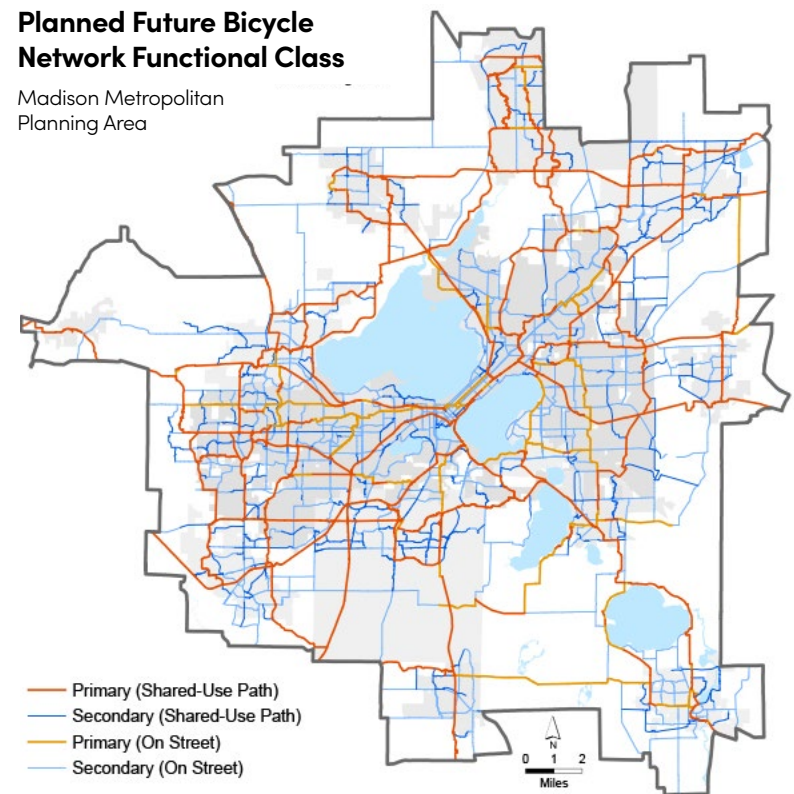 Planned Future Bicycle
Network Functional Class
Madison Metropolitan
Planning Area
Primary (Shared-Use Path)
Secondary (Shared-Use Path)
Primary (On Street)
Secondary (On Street)
N
0 1 2
Miles